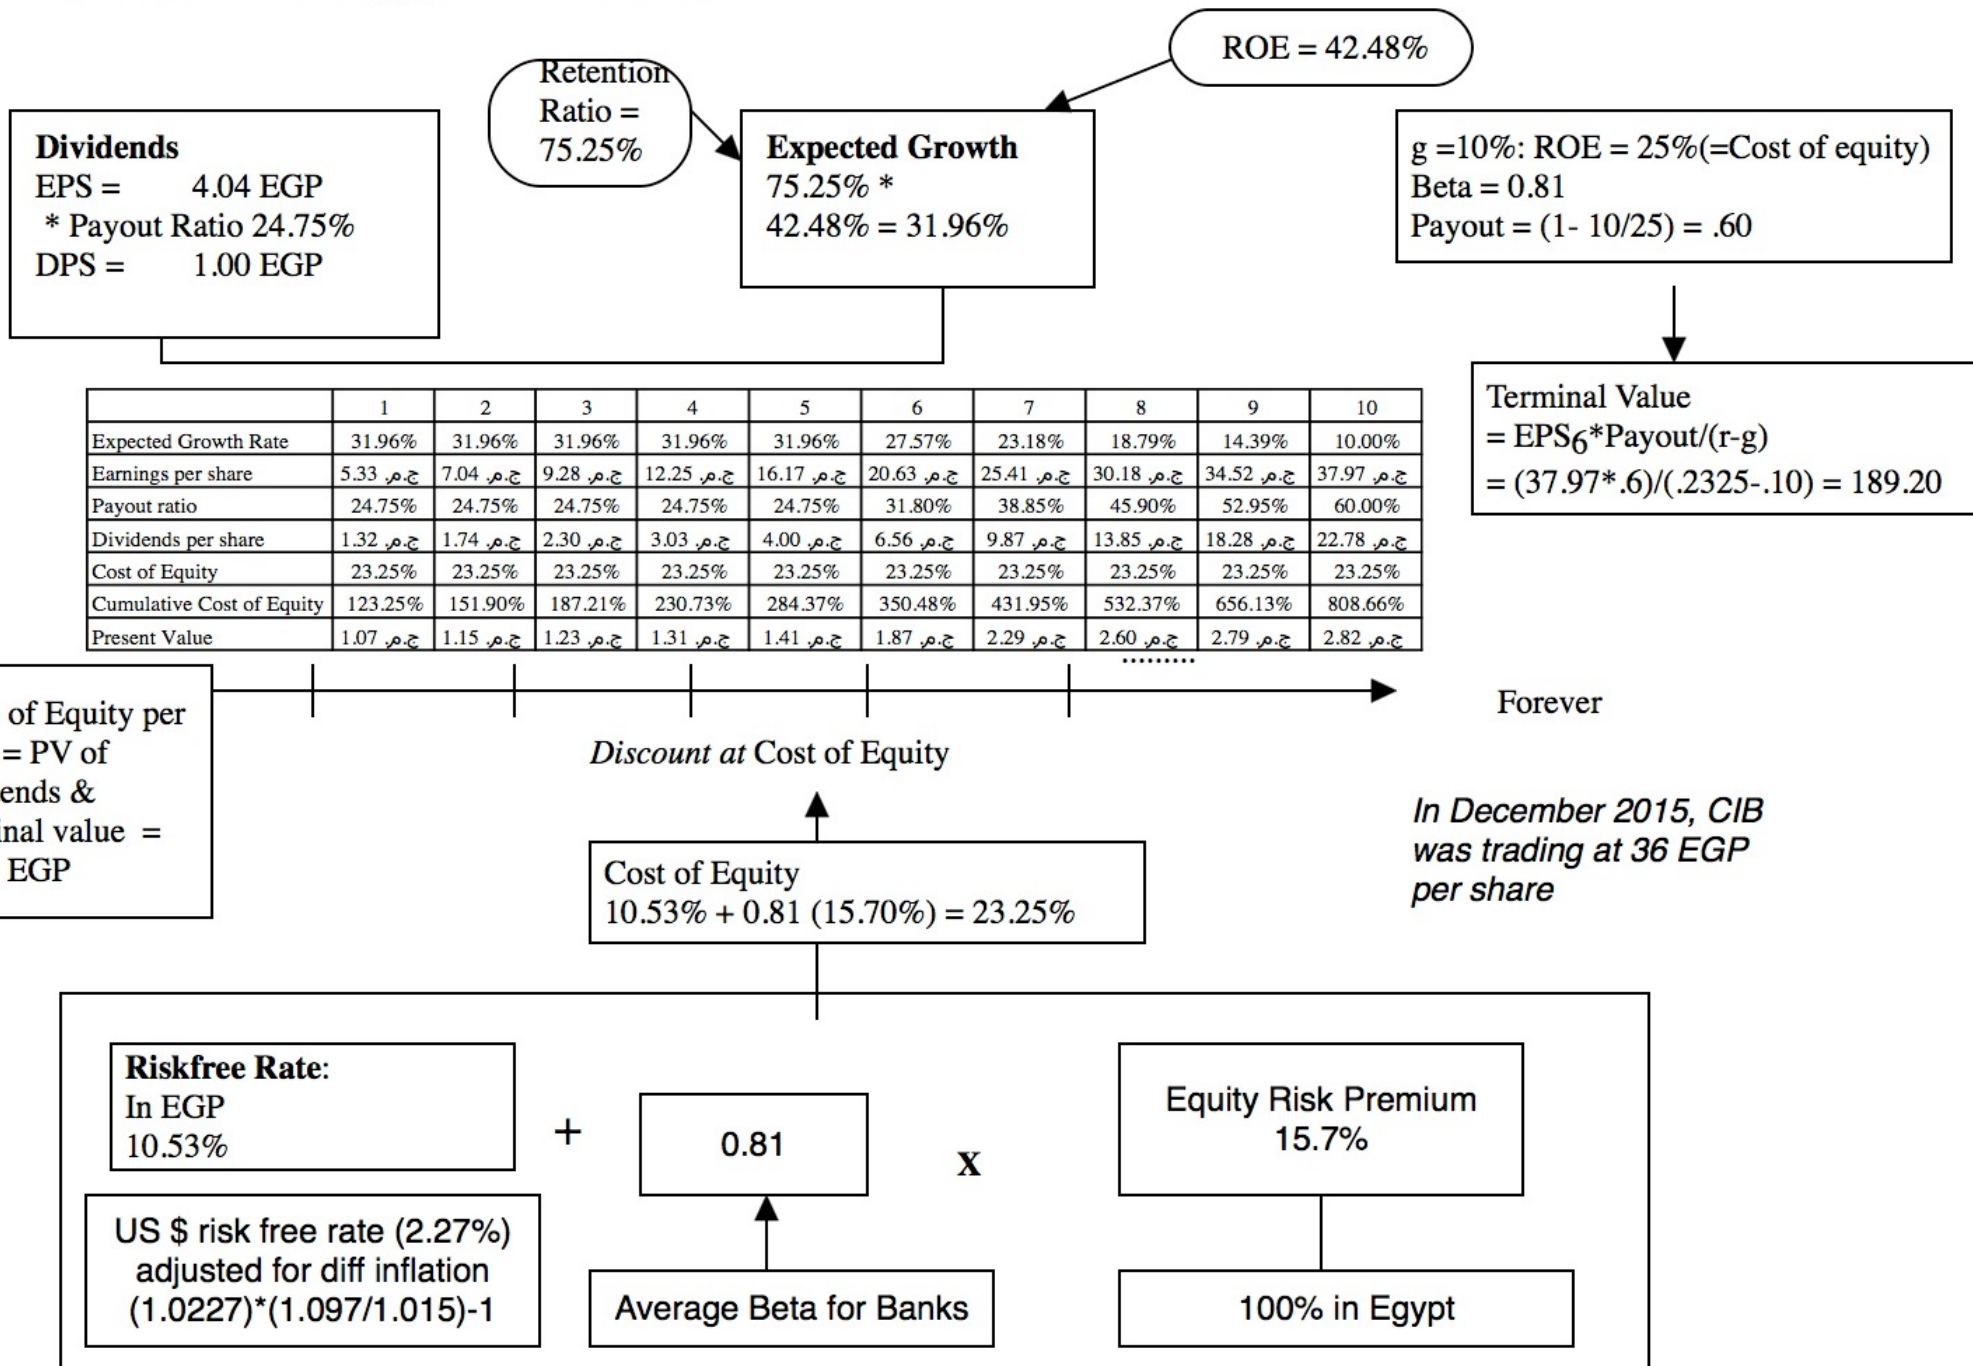 ROE = 42.48%
Retention
Ratio =
75.25%
Dividends
EPS = 4.04 EGP
* Payout Ratio 24.75%
DPS = 1.00 EGP
Expected Growth
75.25% *
42.48% = 31.96%
g =10%: ROE = 25%(=Cost of equity)
Beta = 0.81
Payout = (1- 10/25) = .60
Terminal Value
= EPS6*Payout/(r-g)
= (37.97*.6)/(.2325-.10) = 189.20
1 2 3 4 5 6 7 8 9 10
Expected Growth Rate 31.96% 31.96% 31.96% 31.96% 31.96% 27.57% 23.18% 18.79% 14.39% 10.00%
Earnings per share 5.33 ج.م. 7.04 ج.م. 9.28 ج.م. 12.25 ج.م. 16.17 ج.م. 20.63 ج.م. 25.41 ج.م. 30.18 ج.م. 34.52 ج.م. 37.97 ج.م.
Payout ratio 24.75% 24.75% 24.75% 24.75% 24.75% 31.80% 38.85% 45.90% 52.95% 60.00%
Dividends per share 1.32 ج.م. 1.74 ج.م. 2.30 ج.م. 3.03 ج.م. 4.00 ج.م. 6.56 ج.م. 9.87 ج.م. 13.85 ج.م. 18.28 ج.م. 22.78 ج.م.
Cost of Equity 23.25% 23.25% 23.25% 23.25% 23.25% 23.25% 23.25% 23.25% 23.25% 23.25%
Cumulative Cost of Equity 123.25% 151.90% 187.21% 230.73% 284.37% 350.48% 431.95% 532.37% 656.13% 808.66%
Present Value 1.07 ج.م. 1.15 ج.م. 1.23 ج.م. 1.31 ج.م. 1.41 ج.م. 1.87 ج.م. 2.29 ج.م. 2.60 ج.م. 2.79 ج.م. 2.82 ج.م.
.........
of Equity per
= PV of
ends &
inal value =
EGP
Forever
Discount at Cost of Equity
In December 2015, CIB
was trading at 36 EGP
per share
Cost of Equity
10.53% + 0.81 (15.70%) = 23.25%
Riskfree Rate:
In EGP
10.53%
+
0.81
X
Equity Risk Premium
15.7%
US $ risk free rate (2.27%)
adjusted for diff inflation
(1.0227)*(1.097/1.015)-1
Average Beta for Banks
100% in Egypt